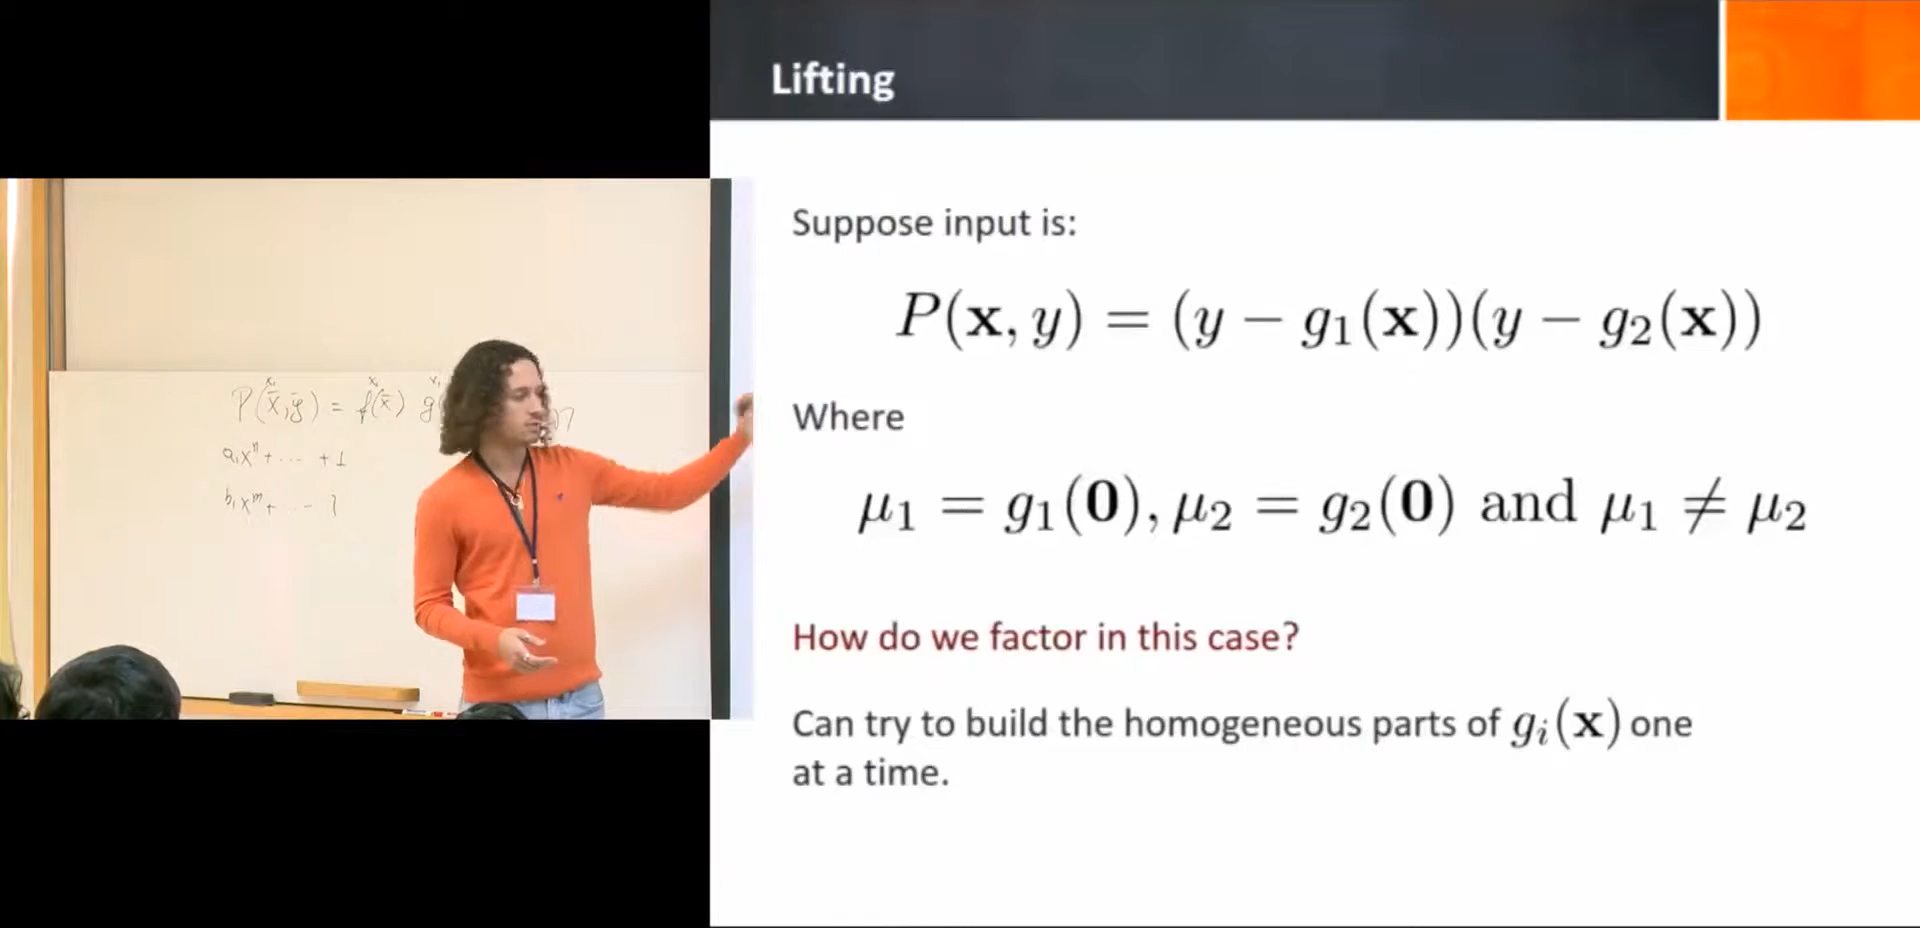 Lifting
Suppose input is:
P(x, y) = (y − g₁(x))(y − g₂(x))
Where
μ₁ = g₁(0), μ₂ = g₂(0) and μ₁ ≠ μ₂
How do we factor in this case?
Can try to build the homogeneous parts of gᵢ(x) one
at a time.
P(x̄,ȳ) = f(x̄) g
a₁xⁿ + ... + 1
b₁xᵐ + ... 1